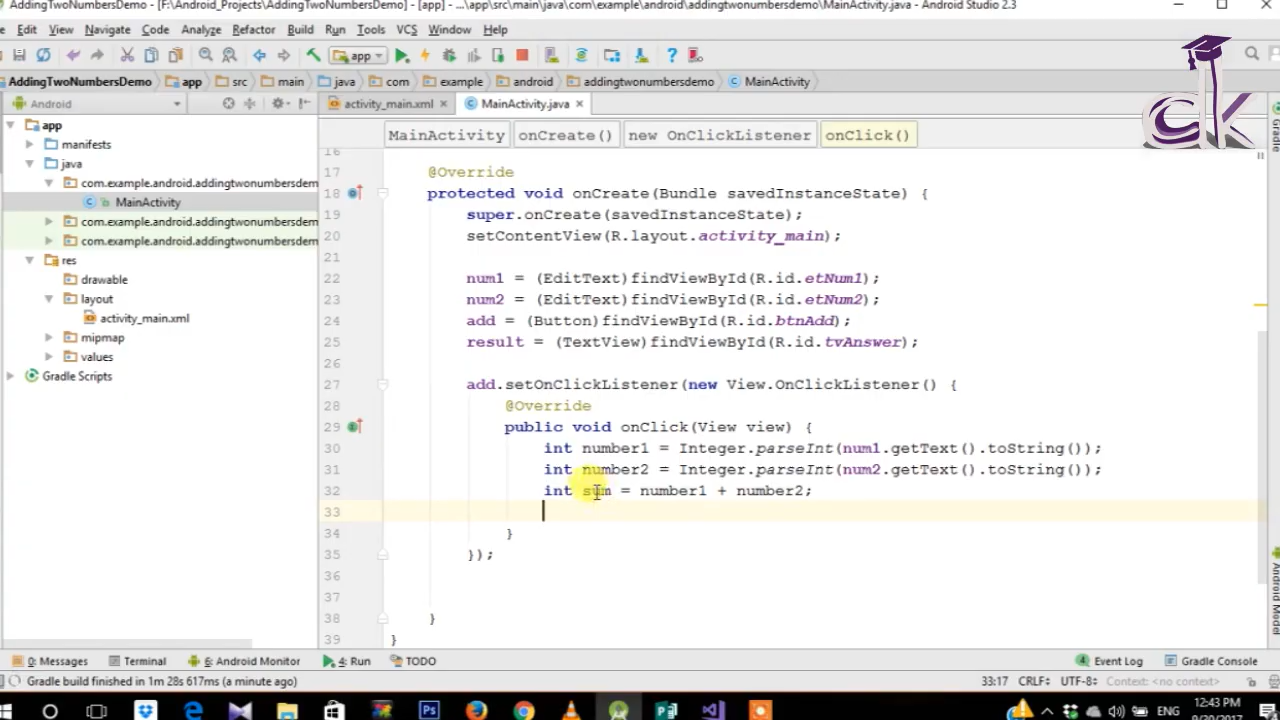 AddingTwoNumbersDemo] - [F:\Android_Projects\AddingTwoNumbersDemo] - [app] - ...\app\src\main\java\com\example\android\addingtwonumbersdemo\MainActivity.java - Android Studio 2.3
Edit View Navigate Code Analyze Refactor Build Run Tools VCS Window Help
app
AddingTwoNumbersDemo app src main java com example android addingtwonumbersdemo MainActivity
Android activity_main.xml MainActivity.java
MainActivity onCreate() new OnClickListener onClick()
CK
Gradle
app
manifests
java
com.example.android.addingtwonumbersdem
MainActivity
com.example.android.addingtwonumbersdem
com.example.android.addingtwonumbersdem
res
drawable
layout
activity_main.xml
mipmap
values
Gradle Scripts
16
17 @Override
18 protected void onCreate(Bundle savedInstanceState) {
19 super.onCreate(savedInstanceState);
20 setContentView(R.layout.activity_main);
21
22 num1 = (EditText)findViewById(R.id.etNum1);
23 num2 = (EditText)findViewById(R.id.etNum2);
24 add = (Button)findViewById(R.id.btnAdd);
25 result = (TextView)findViewById(R.id.tvAnswer);
26
27 add.setOnClickListener(new View.OnClickListener() {
28 @Override
29 public void onClick(View view) {
30 int number1 = Integer.parseInt(num1.getText().toString());
31 int number2 = Integer.parseInt(num2.getText().toString());
32 int sum = number1 + number2;
33
34 }
35 });
36
37
38 }
39 }
Android Model
0: Messages Terminal 6: Android Monitor 4: Run TODO Event Log Gradle Console
Gradle build finished in 1m 28s 617ms (a minute ago) 33:17 CRLF÷ UTF-8÷ Context: <no context>
ENG 12:43 PM
9/20/2017